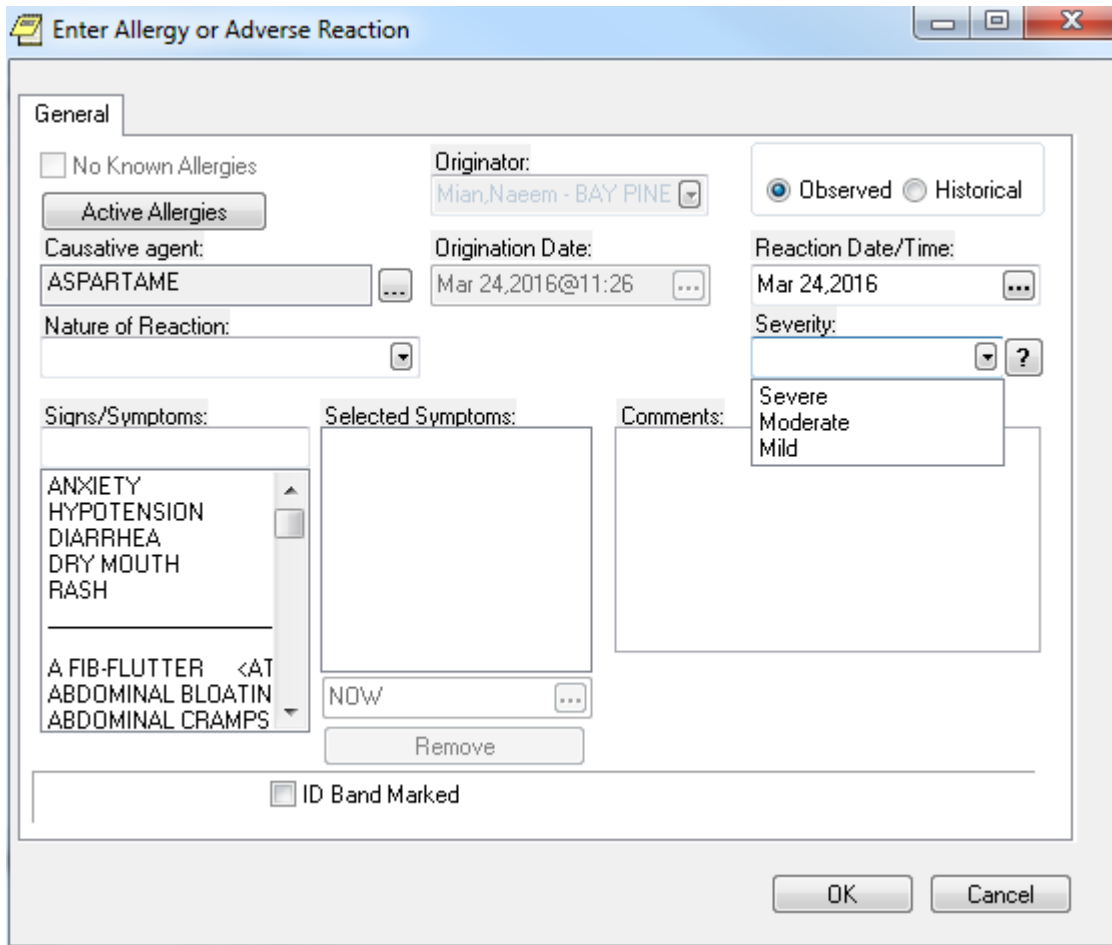 Enter Allergy or Adverse Reaction
General
No Known Allergies
Originator:
Mian,Naeem - BAY PINE
Observed
Historical
Active Allergies
Causative agent:
Origination Date:
Reaction Date/Time:
ASPARTAME
...
Mar 24,2016@11:26
...
Mar 24,2016
...
Nature of Reaction:
Severity:
?
Severe
Moderate
Mild
Signs/Symptoms:
Selected Symptoms:
Comments:
ANXIETY
HYPOTENSION
DIARRHEA
DRY MOUTH
RASH
A FIB-FLUTTER <AT
ABDOMINAL BLOATIN
ABDOMINAL CRAMPS
NOW
...
Remove
ID Band Marked
OK
Cancel